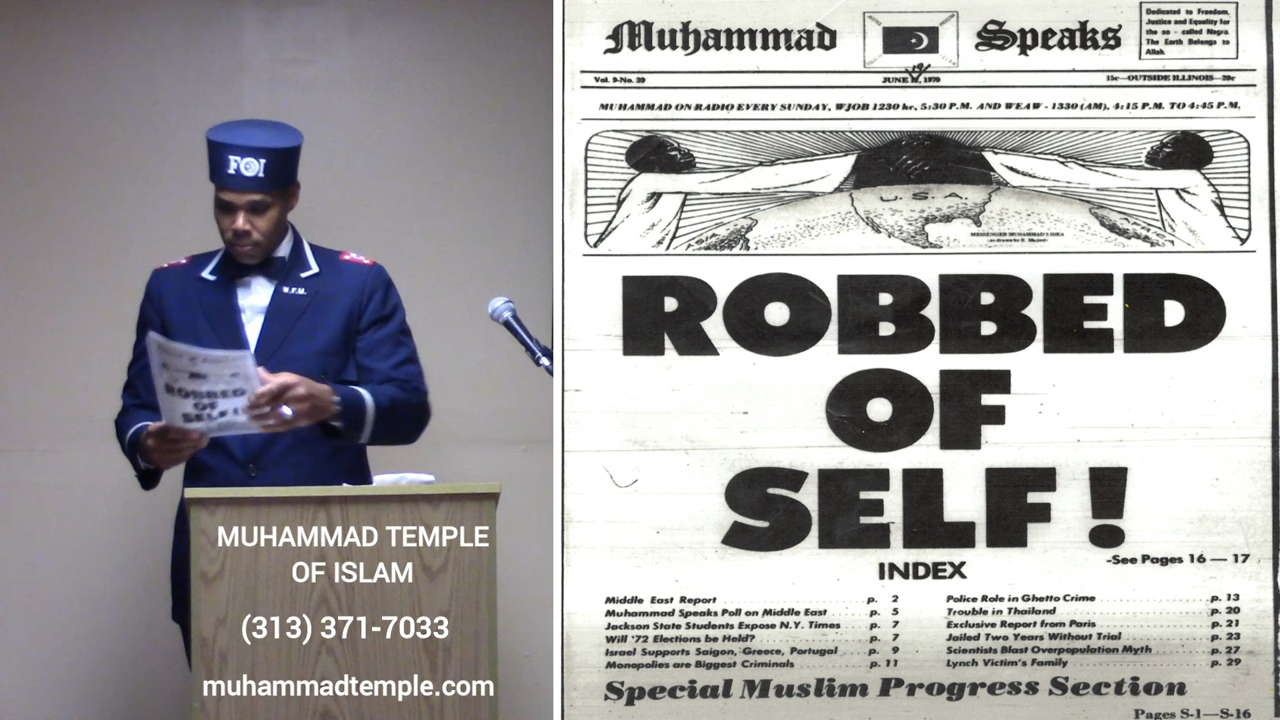 FOI
W.F.M.
ROBBED
OF
SELF!
MUHAMMAD TEMPLE
OF ISLAM
(313) 371-7033
muhammadtemple.com
Muhammad Speaks
Dedicated to Freedom,
Justice and Equality for
the so - called Negro.
The Earth Belongs to
Allah.
Vol. 9-No. 39
19
JUNE , 1970
15c—OUTSIDE ILLINOIS—20c
MUHAMMAD ON RADIO EVERY SUNDAY, WJOB 1230 kc, 5:30 P.M. AND WEAW - 1330 (AM), 4:15 P.M. TO 4:45 P.M,
U.S.A.
MESSENGER MUHAMMAD'S IDEA
ROBBED
OF
SELF!
-See Pages 16 — 17
INDEX
Middle East Report p. 2
Muhammad Speaks Poll on Middle East p. 5
Jackson State Students Expose N.Y. Times p. 7
Will '72 Elections be Held? p. 7
Israel Supports Saigon, Greece, Portugal p. 9
Monopolies are Biggest Criminals p. 11
Police Role in Ghetto Crime p. 13
Trouble in Thailand p. 20
Exclusive Report from Paris p. 21
Jailed Two Years Without Trial p. 23
Scientists Blast Overpopulation Myth p. 27
Lynch Victim's Family p. 29
Special Muslim Progress Section
Pages S-1—S-16